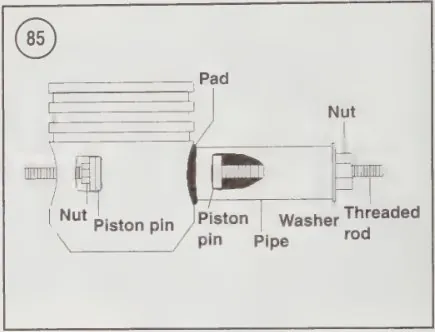 85
Pad
Nut
Nut
Piston pin
Piston
pin
Pipe
Washer
Threaded
rod